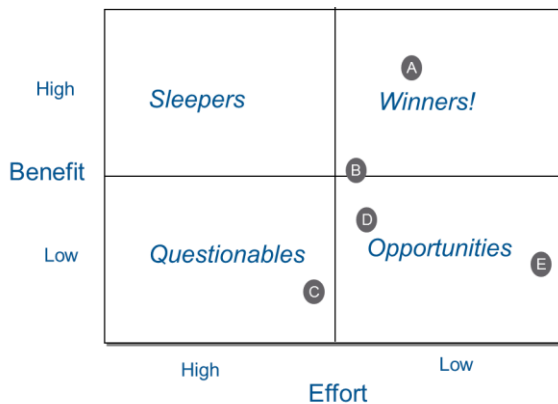 A
High
Sleepers
Winners!
Benefit
B
D
Low
Questionables
Opportunities
E
C
High
Low
Effort